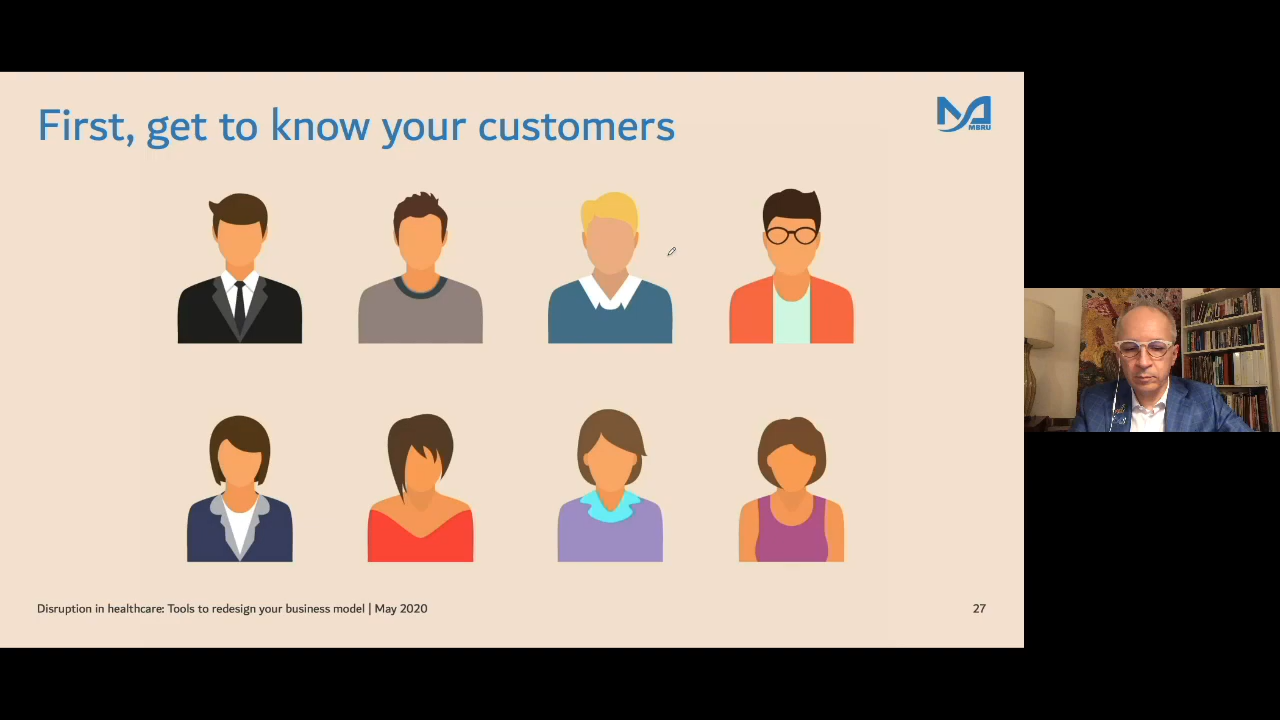 First, get to know your customers
MBRU
Disruption in healthcare: Tools to redesign your business model | May 2020
27